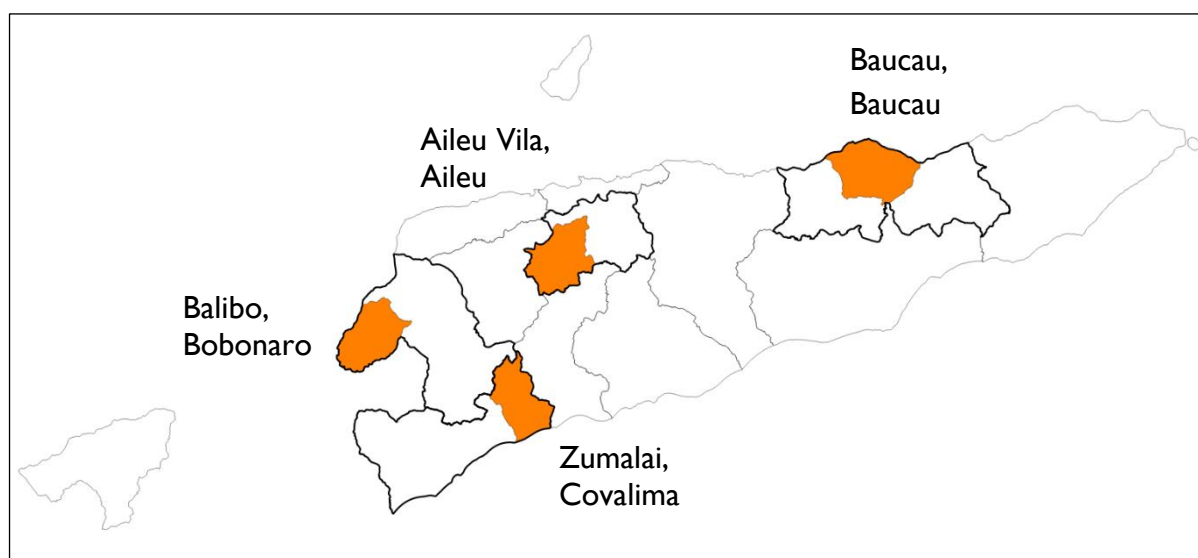 Baucau,
Baucau
Aileu Vila,
Aileu
Balibo,
Bobonaro
Zumalai,
Covalima